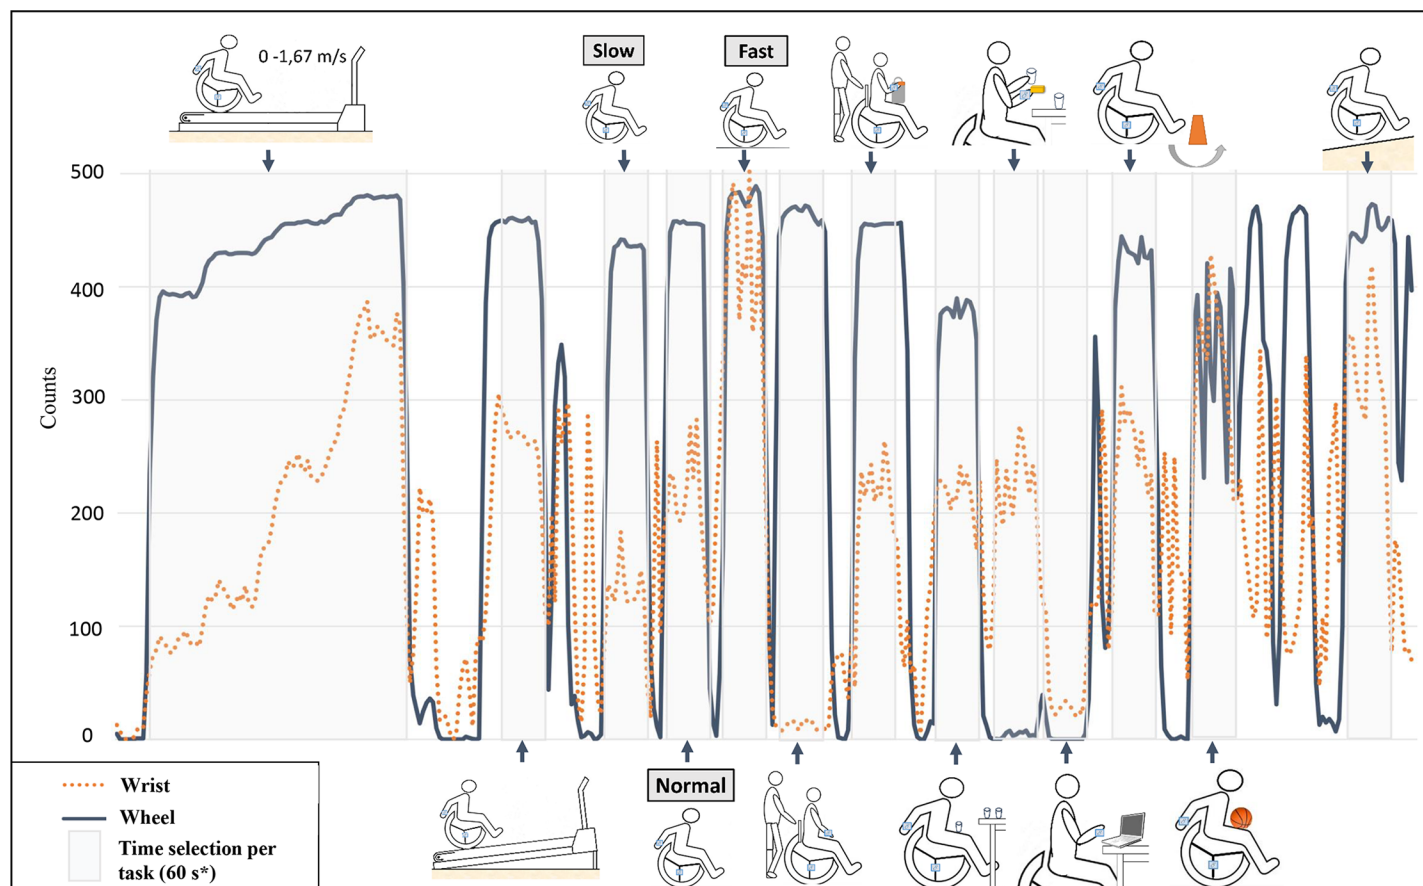 0 -1,67 m/s
Slow
Fast
500
400
300
200
100
0
Counts
Normal
Wrist
Wheel
Time selection per
task (60 s*)